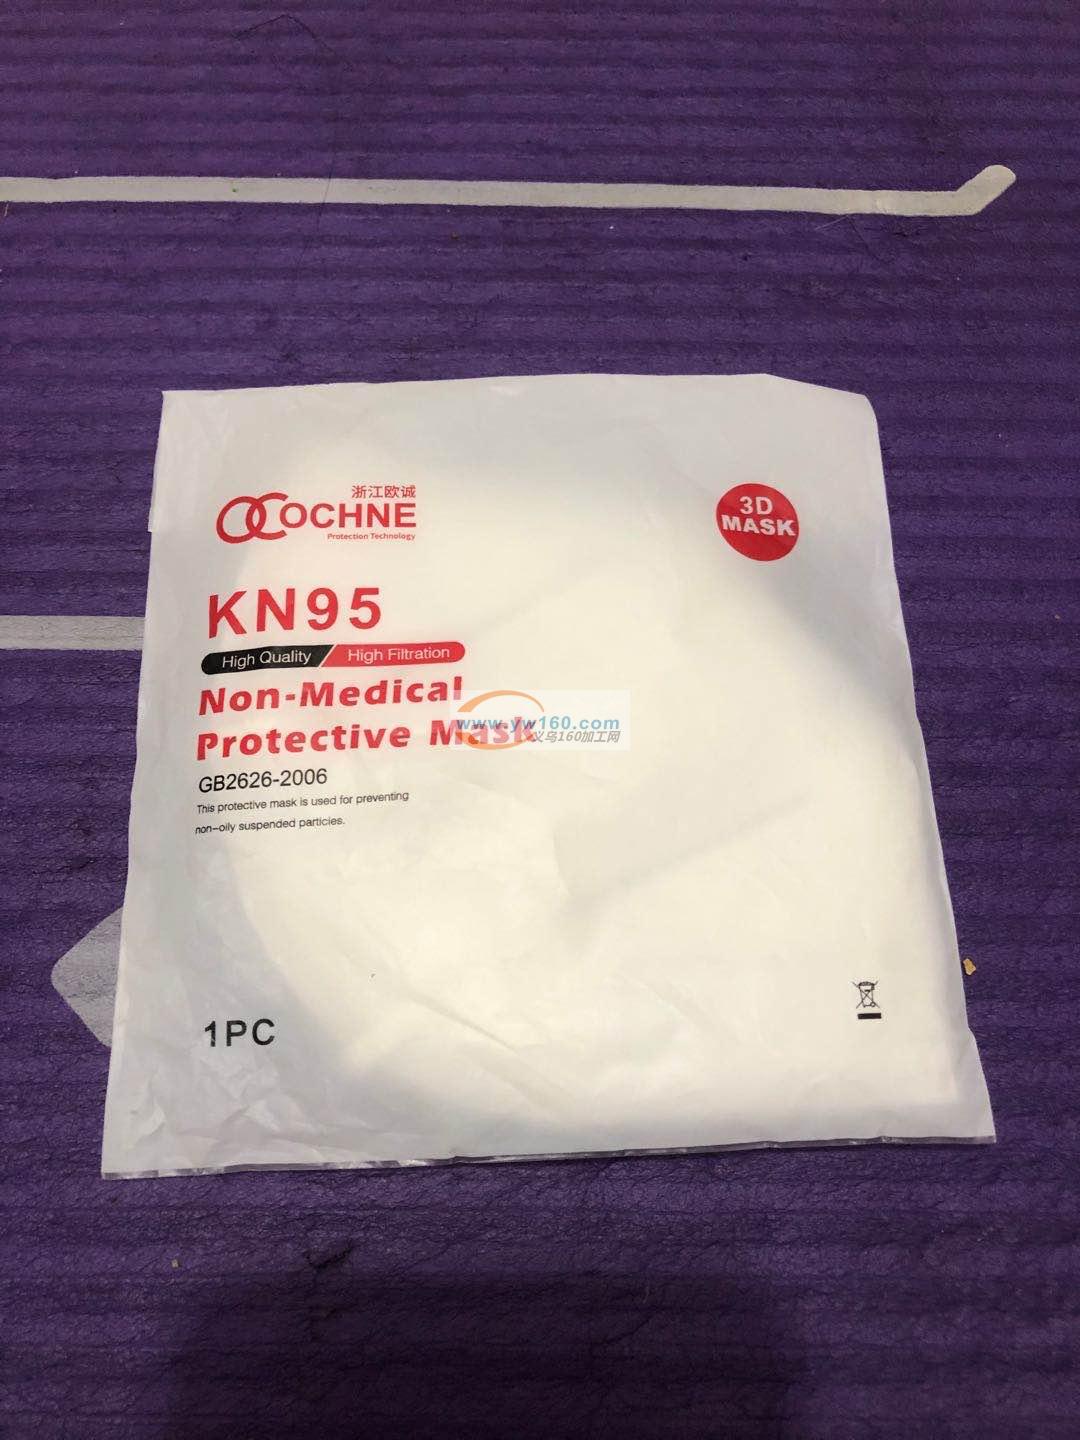 浙江欧诚
OCHNE
Protection Technology
3D
MASK
KN95
High Quality High Filtration
Non-Medical
Protective Mask
www.yw160.com
义乌160加工网
GB2626-2006
This protective mask is used for preventing
non-oily suspended particies.
1PC